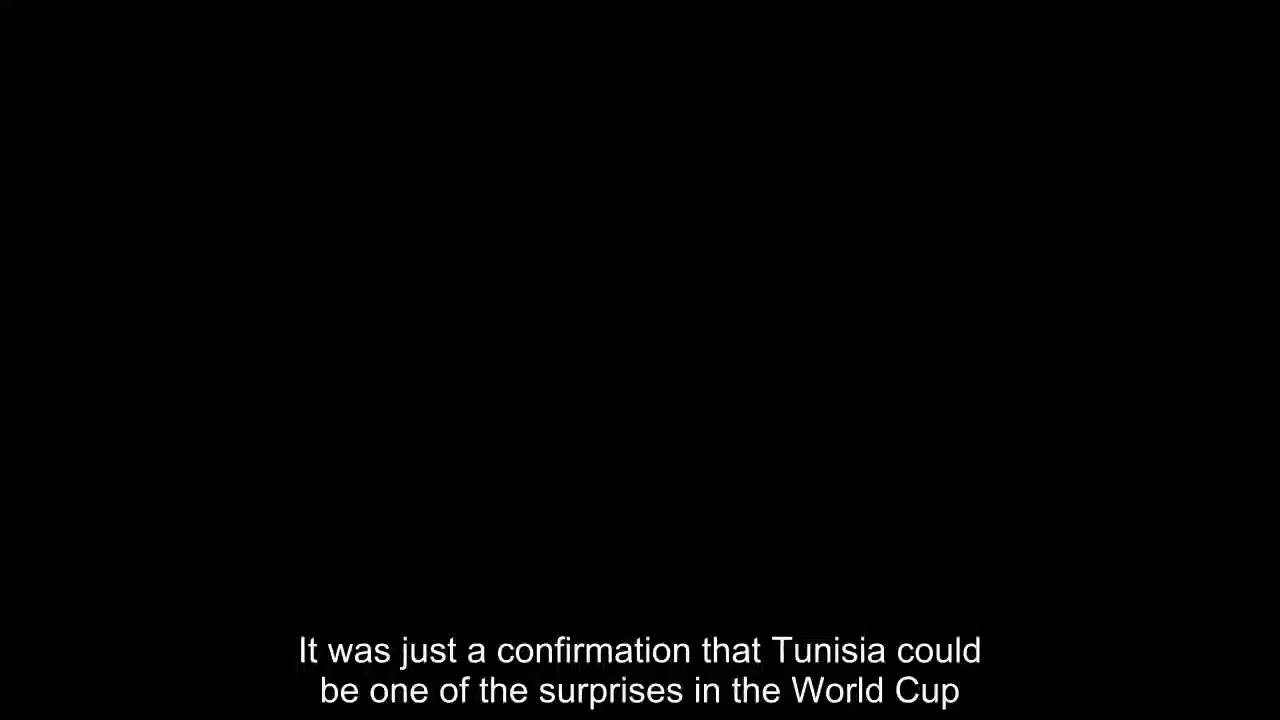 It was just a confirmation that Tunisia could
be one of the surprises in the World Cup